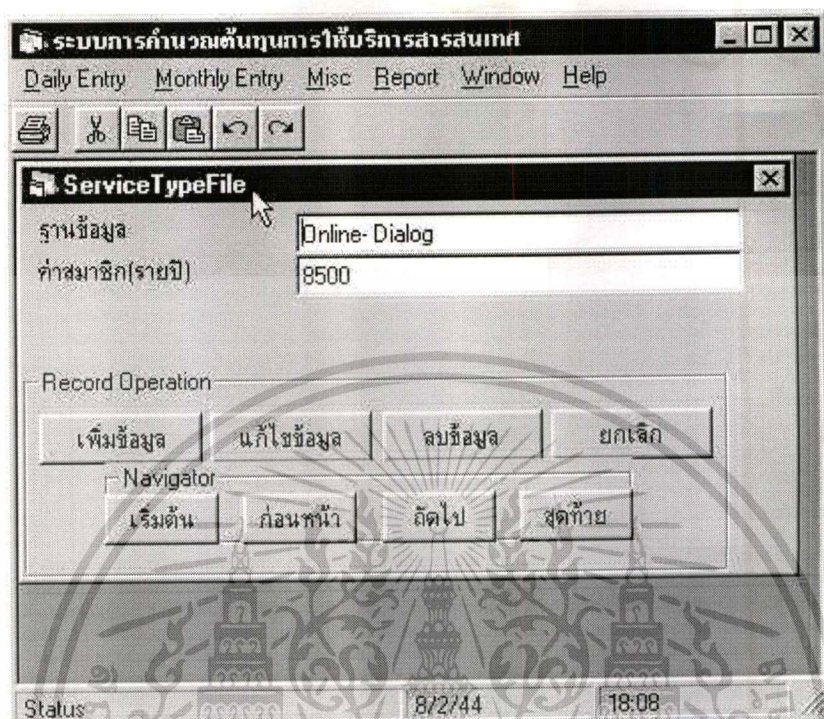 ระบบการคำนวณต้นทุนการให้บริการสารสนเทศ
Daily Entry Monthly Entry Misc Report Window Help
ServiceTypeFile
ฐานข้อมูล Online- Dialog
ค่าสมาชิก(รายปี) 8500
Record Operation
เพิ่มข้อมูล แก้ไขข้อมูล ลบข้อมูล ยกเลิก
Navigator
เริ่มต้น ก่อนหน้า ถัดไป สุดท้าย
Status 8/2/44 18:08